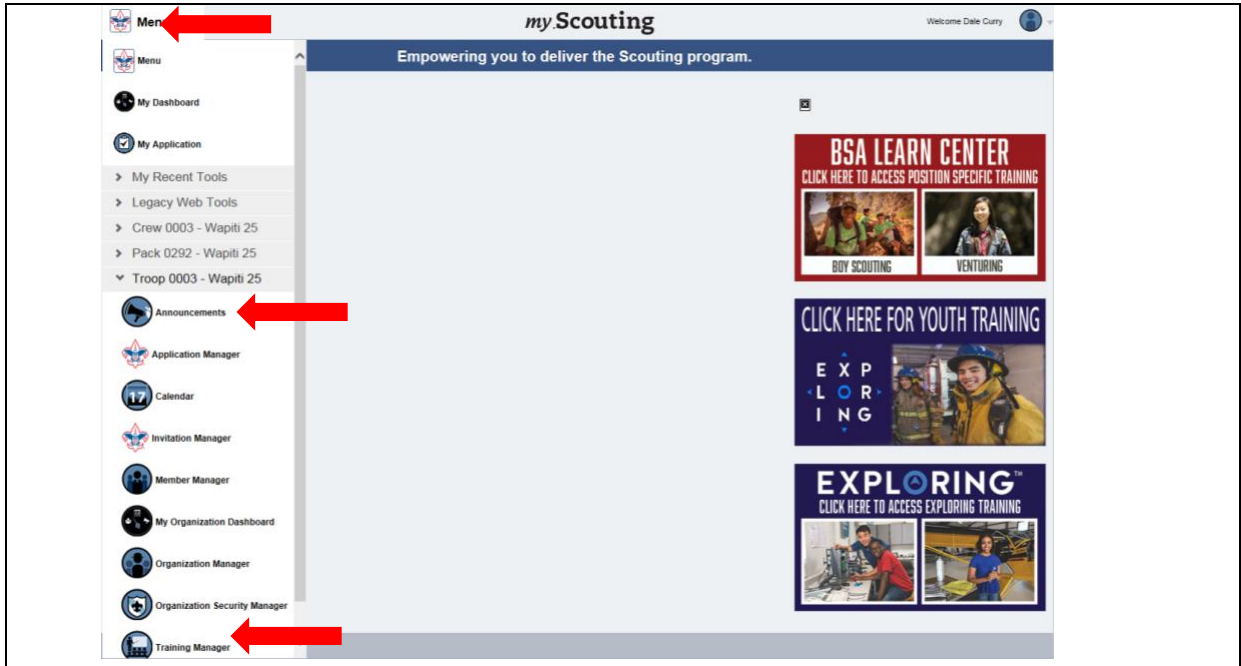 Men
my.Scouting
Welcome Dale Curry
Menu
Empowering you to deliver the Scouting program.
My Dashboard
My Application
My Recent Tools
Legacy Web Tools
Crew 0003 - Wapiti 25
Pack 0292 - Wapiti 25
Troop 0003 - Wapiti 25
Announcements
Application Manager
17
Calendar
Invitation Manager
Member Manager
My Organization Dashboard
Organization Manager
Organization Security Manager
Training Manager
BSA LEARN CENTER
CLICK HERE TO ACCESS POSITION SPECIFIC TRAINING
BOY SCOUTING
VENTURING
CLICK HERE FOR YOUTH TRAINING
E X P
L O R
I N G
EXPLORING™
CLICK HERE TO ACCESS EXPLORING TRAINING